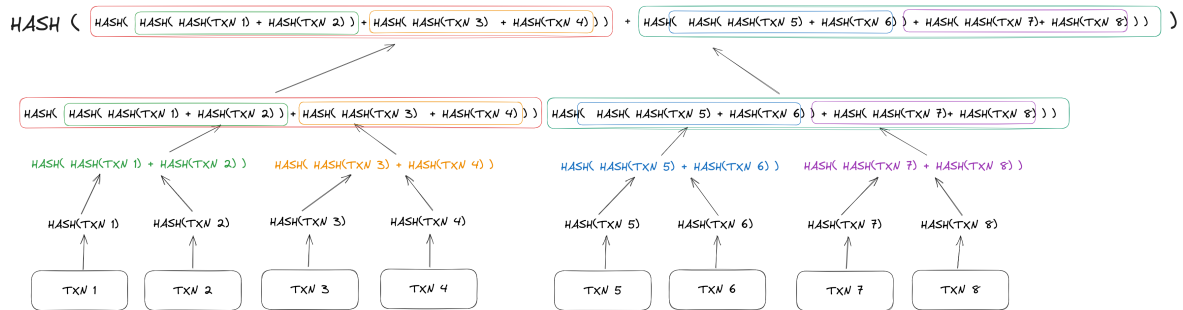 HASH ( HASH( HASH( HASH(TXN 1) + HASH(TXN 2) ) + HASH( HASH(TXN 3) + HASH(TXN 4) ) ) + HASH( HASH( HASH(TXN 5) + HASH(TXN 6) ) + HASH( HASH(TXN 7)+ HASH(TXN 8) ) ) )
HASH( HASH( HASH(TXN 1) + HASH(TXN 2) ) + HASH( HASH(TXN 3) + HASH(TXN 4) ) ) HASH( HASH( HASH(TXN 5) + HASH(TXN 6) ) + HASH( HASH(TXN 7)+ HASH(TXN 8) ) )
HASH( HASH(TXN 1) + HASH(TXN 2) ) HASH( HASH(TXN 3) + HASH(TXN 4) ) HASH( HASH(TXN 5) + HASH(TXN 6) ) HASH( HASH(TXN 7) + HASH(TXN 8) )
HASH(TXN 1) HASH(TXN 2) HASH(TXN 3) HASH(TXN 4) HASH(TXN 5) HASH(TXN 6) HASH(TXN 7) HASH(TXN 8)
TXN 1 TXN 2 TXN 3 TXN 4 TXN 5 TXN 6 TXN 7 TXN 8